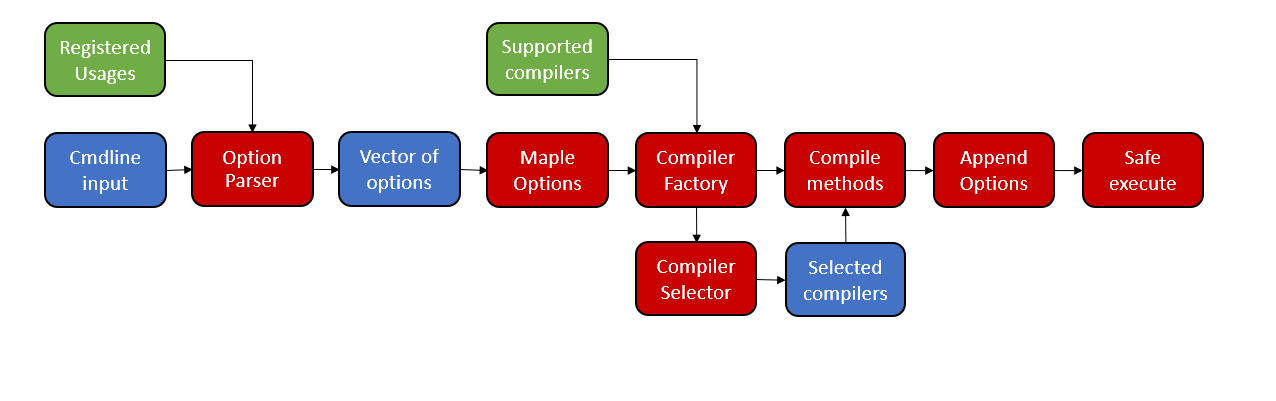 Registered
Usages
Supported
compilers
Cmdline
input
Option
Parser
Vector of
options
Maple
Options
Compiler
Factory
Compile
methods
Append
Options
Safe
execute
Compiler
Selector
Selected
compilers